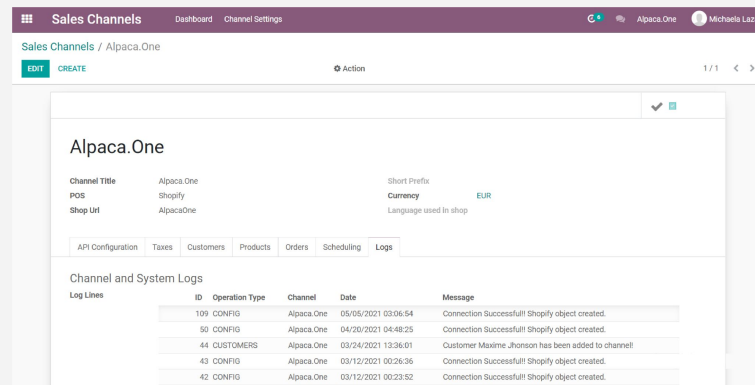 Sales Channels Dashboard Channel Settings 6 Alpaca.One Michaela Laz
Sales Channels / Alpaca.One
EDIT CREATE Action 1 / 1
Alpaca.One
Channel Title Alpaca.One Short Prefix
POS Shopify Currency EUR
Shop Url AlpacaOne Language used in shop
API Configuration Taxes Customers Products Orders Scheduling Logs
Channel and System Logs
Log Lines ID Operation Type Channel Date Message
109 CONFIG Alpaca.One 05/05/2021 03:06:54 Connection Successful!! Shopify object created.
50 CONFIG Alpaca.One 04/20/2021 04:48:25 Connection Successful!! Shopify object created.
44 CUSTOMERS Alpaca.One 03/24/2021 13:36:01 Customer Maxime Jhonson has been added to channel!
43 CONFIG Alpaca.One 03/12/2021 00:26:36 Connection Successful!! Shopify object created.
42 CONFIG Alpaca.One 03/12/2021 00:23:52 Connection Successful!! Shopify object created.